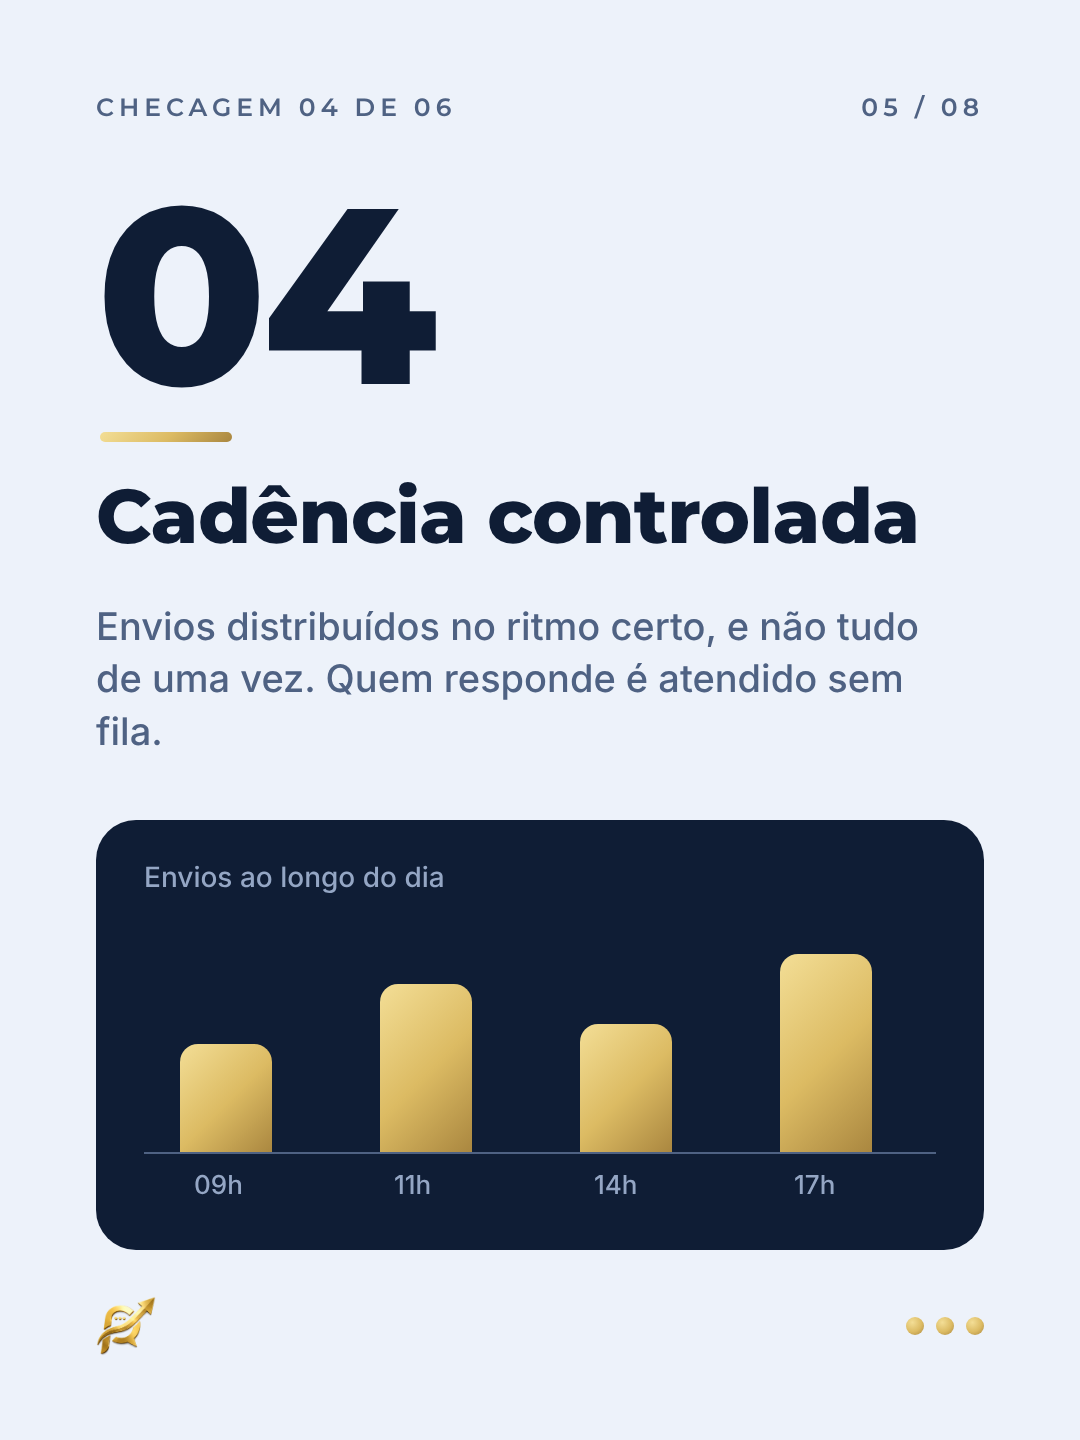 CHECAGEM 04 DE 06
05 / 08
04
Cadência controlada
Envios distribuídos no ritmo certo, e não tudo
de uma vez. Quem responde é atendido sem
fila.
Envios ao longo do dia
09h
11h
14h
17h